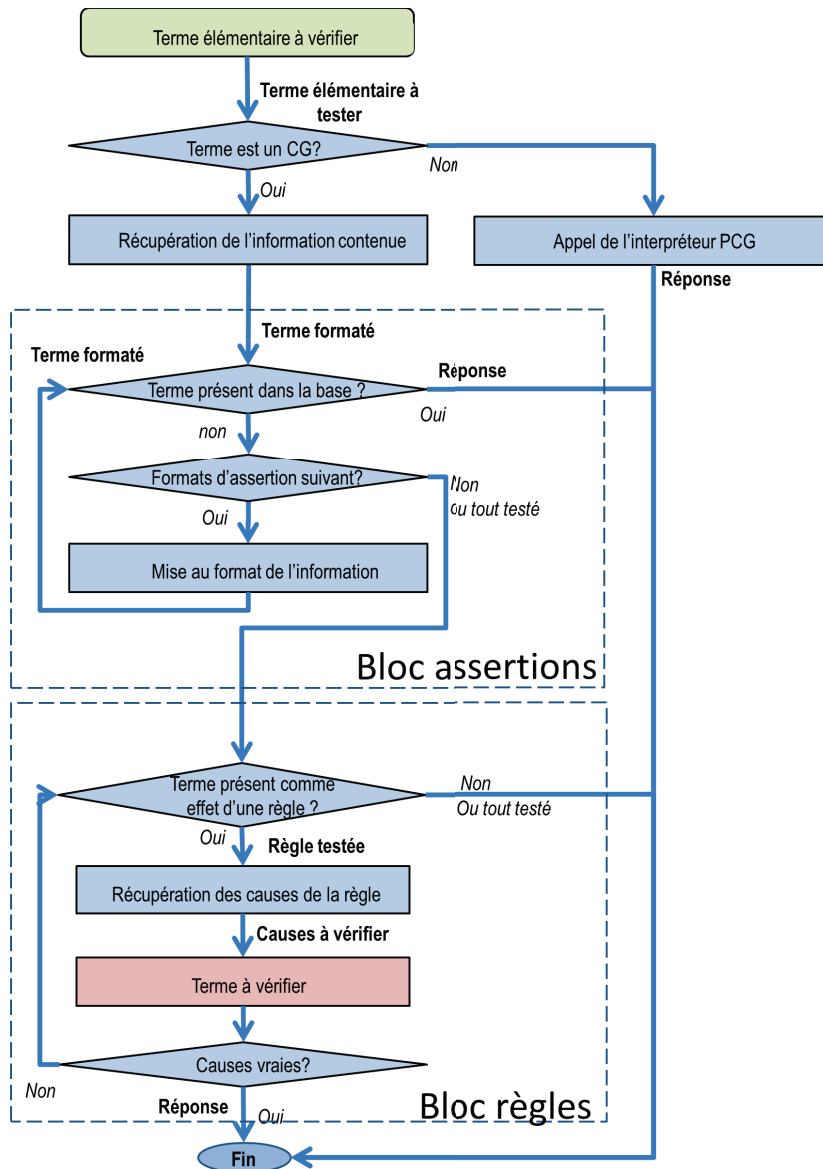 Terme élémentaire à vérifier
Terme élémentaire à
tester
Terme est un CG?
Non
Oui
Récupération de l'information contenue
Appel de l'interpréteur PCG
Réponse
Terme formaté
Terme formaté
Réponse
Terme présent dans la base ?
Oui
non
Formats d'assertion suivant?
Non
ou tout testé
Oui
Mise au format de l'information
Bloc assertions
Terme présent comme
effet d'une règle ?
Non
Ou tout testé
Oui
Règle testée
Récupération des causes de la règle
Causes à vérifier
Terme à vérifier
Causes vraies?
Non
Réponse
Oui
Bloc règles
Fin